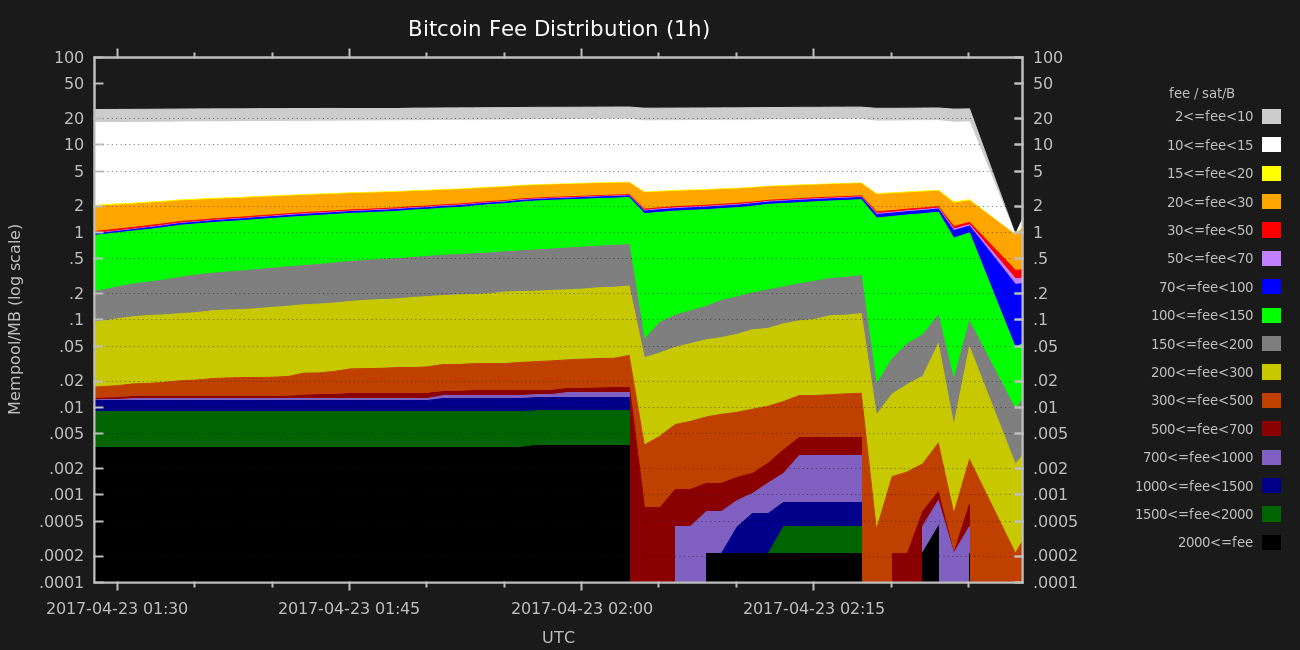 Bitcoin Fee Distribution (1h)
100
50
20
10
5
2
1
.5
.2
.1
.05
.02
.01
.005
.002
.001
.0005
.0002
.0001
Mempool/MB (log scale)
100
50
20
10
5
2
1
.5
.2
.1
.05
.02
.01
.005
.002
.001
.0005
.0002
.0001
fee / sat/B
2<=fee<10
10<=fee<15
15<=fee<20
20<=fee<30
30<=fee<50
50<=fee<70
70<=fee<100
100<=fee<150
150<=fee<200
200<=fee<300
300<=fee<500
500<=fee<700
700<=fee<1000
1000<=fee<1500
1500<=fee<2000
2000<=fee
2017-04-23 01:30
2017-04-23 01:45
2017-04-23 02:00
2017-04-23 02:15
UTC